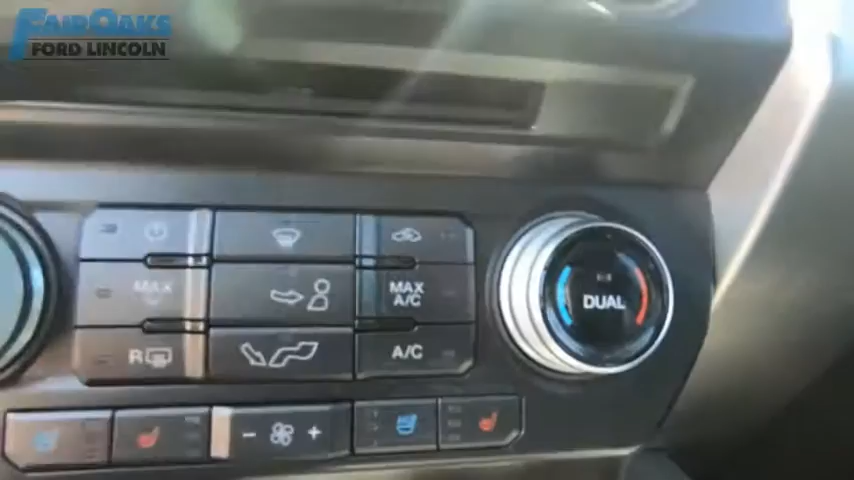 FAIROAKS
FORD LINCOLN
MAX
MAX
A/C
R
A/C
DUAL
- +